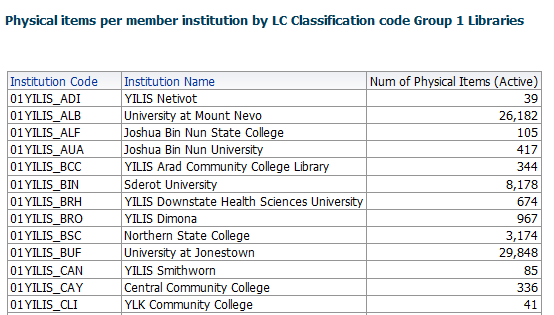 Physical items per member institution by LC Classification code Group 1 Libraries
Institution Code Institution Name Num of Physical Items (Active)
01YILIS_ADI YILIS Netivot 39
01YILIS_ALB University at Mount Nevo 26,182
01YILIS_ALF Joshua Bin Nun State College 105
01YILIS_AUA Joshua Bin Nun University 417
01YILIS_BCC YILIS Arad Community College Library 344
01YILIS_BIN Sderot University 8,178
01YILIS_BRH YILIS Downstate Health Sciences University 674
01YILIS_BRO YILIS Dimona 967
01YILIS_BSC Northern State College 3,174
01YILIS_BUF University at Jonestown 29,848
01YILIS_CAN YILIS Smithworn 85
01YILIS_CAY Central Community College 336
01YILIS_CLI YLK Community College 41